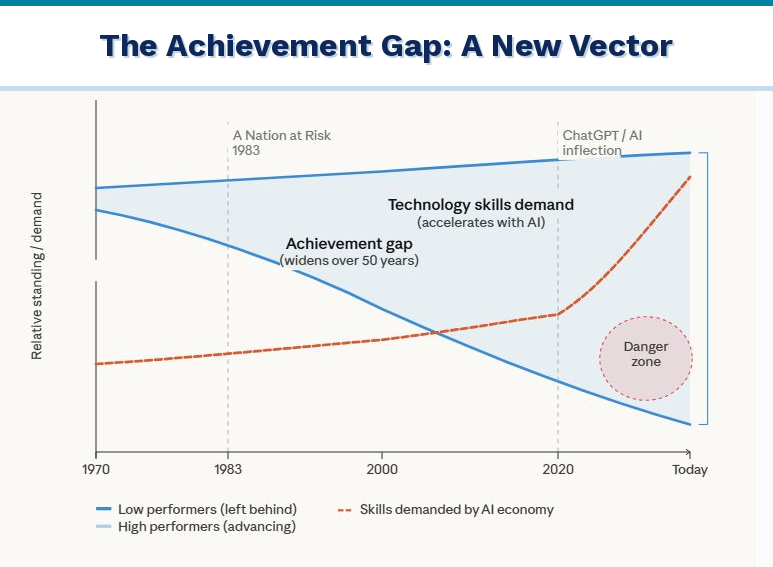 The Achievement Gap: A New Vector
A Nation at Risk
1983
ChatGPT / AI
inflection
Technology skills demand
(accelerates with AI)
Achievement gap
(widens over 50 years)
Relative standing / demand
Danger
zone
1970
1983
2000
2020
Today
Low performers (left behind)
Skills demanded by AI economy
High performers (advancing)